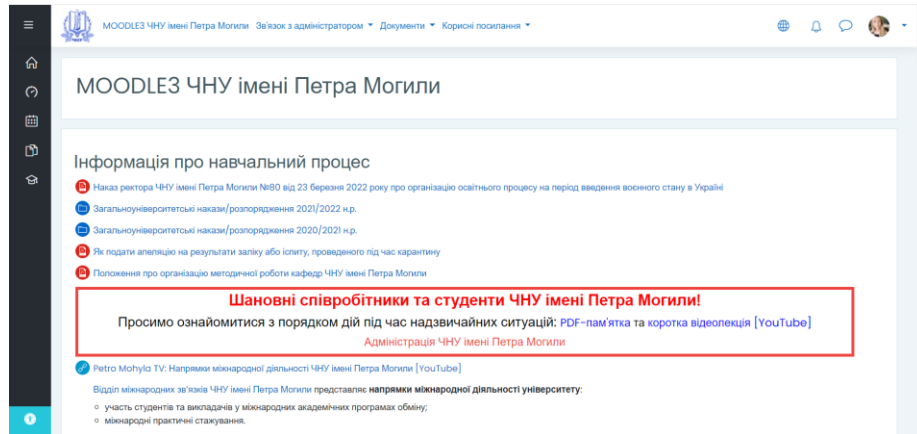 MOODLE3 ЧНУ імені Петра Могили Зв'язок з адміністратором Документи Корисні посилання
MOODLE3 ЧНУ імені Петра Могили
Інформація про навчальний процес
Наказ ректора ЧНУ імені Петра Могили №80 від 23 березня 2022 року про організацію освітнього процесу на період введення воєнного стану в Україні
Загальноуніверситетські накази/розпорядження 2021/2022 н.р.
Загальноуніверситетські накази/розпорядження 2020/2021 н.р.
Як подати апеляцію на результати заліку або іспиту, проведеного під час карантину
Положення про організацію методичної роботи кафедр ЧНУ імені Петра Могили
Шановні співробітники та студенти ЧНУ імені Петра Могили!
Просимо ознайомитися з порядком дій під час надзвичайних ситуацій: PDF-пам'ятка та коротка відеолекція [YouTube]
Адміністрація ЧНУ імені Петра Могили
Petro Mohyla TV: Напрямки міжнародної діяльності ЧНУ імені Петра Могили [YouTube]
Відділ міжнародних зв'язків ЧНУ імені Петра Могили представляє напрямки міжнародної діяльності університету:
участь студентів та викладачів у міжнародних академічних програмах обміну;
міжнародні практичні стажування.